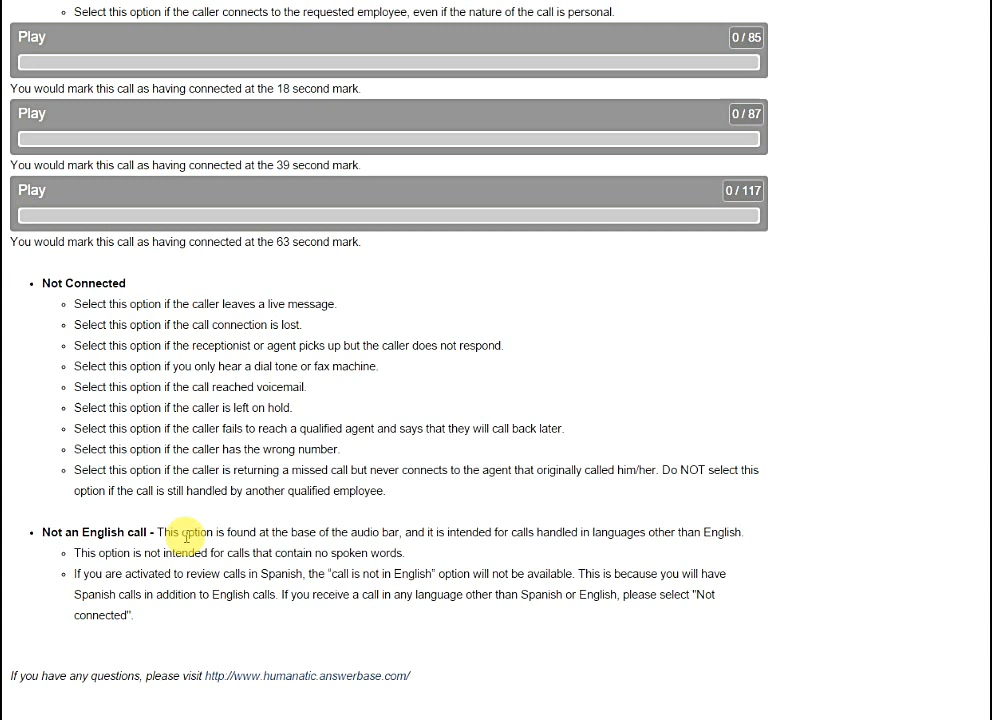 Select this option if the caller connects to the requested employee, even if the nature of the call is personal.
Play
0 / 85
You would mark this call as having connected at the 18 second mark.
Play
0 / 87
You would mark this call as having connected at the 39 second mark.
Play
0 / 117
You would mark this call as having connected at the 63 second mark.
Not Connected
Select this option if the caller leaves a live message.
Select this option if the call connection is lost.
Select this option if the receptionist or agent picks up but the caller does not respond.
Select this option if you only hear a dial tone or fax machine.
Select this option if the call reached voicemail.
Select this option if the caller is left on hold.
Select this option if the caller fails to reach a qualified agent and says that they will call back later.
Select this option if the caller has the wrong number.
Select this option if the caller is returning a missed call but never connects to the agent that originally called him/her. Do NOT select this
option if the call is still handled by another qualified employee.
Not an English call - This option is found at the base of the audio bar, and it is intended for calls handled in languages other than English.
This option is not intended for calls that contain no spoken words.
If you are activated to review calls in Spanish, the "call is not in English" option will not be available. This is because you will have
Spanish calls in addition to English calls. If you receive a call in any language other than Spanish or English, please select "Not
connected".
If you have any questions, please visit http://www.humanatic.answerbase.com/